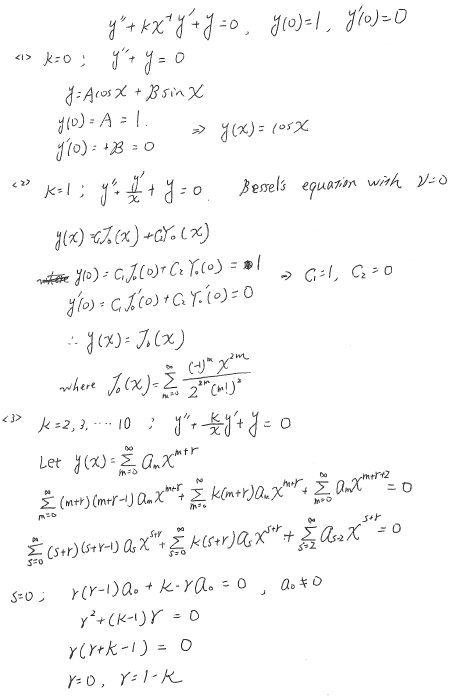 y'' + kx⁻¹y' + y = 0, y(0)=1, y'(0)=0
<1> k=0 ; y'' + y = 0
y = A cos x + B sin x
y(0) = A = 1.
y'(0) = +B = 0 ⇒ y(x) = cos x
<2> k=1 ; y'' + y'/x + y = 0. Bessel's equation with ν=0
y(x) = C₁J₀(x) + C₂Y₀(x)
y(0) = C₁J₀(0) + C₂Y₀(0) = 1
y'(0) = C₁J₀'(0) + C₂Y₀'(0) = 0 ⇒ C₁=1, C₂=0
∴ y(x) = J₀(x)
where J₀(x) = Σ_{m=0}^{∞} (-1)^m x^{2m} / 2^{2m}(m!)²
<3> k=2,3,….10 ; y'' + k/x y' + y = 0
Let y(x) = Σ_{m=0}^{∞} a_m x^{m+r}
Σ_{m=0}^{∞} (m+r)(m+r-1) a_m x^{m+r} + Σ_{m=0}^{∞} k(m+r) a_m x^{m+r} + Σ_{m=0}^{∞} a_m x^{m+r+2} = 0
Σ_{s=0}^{∞} (s+r)(s+r-1) a_s x^{s+r} + Σ_{s=0}^{∞} k(s+r) a_s x^{s+r} + Σ_{s=2}^{∞} a_{s-2} x^{s+r} = 0
s=0 ; r(r-1)a₀ + k·ra₀ = 0, a₀ ≠ 0
r² + (k-1)r = 0
r(r+k-1) = 0
r=0, r=1-k